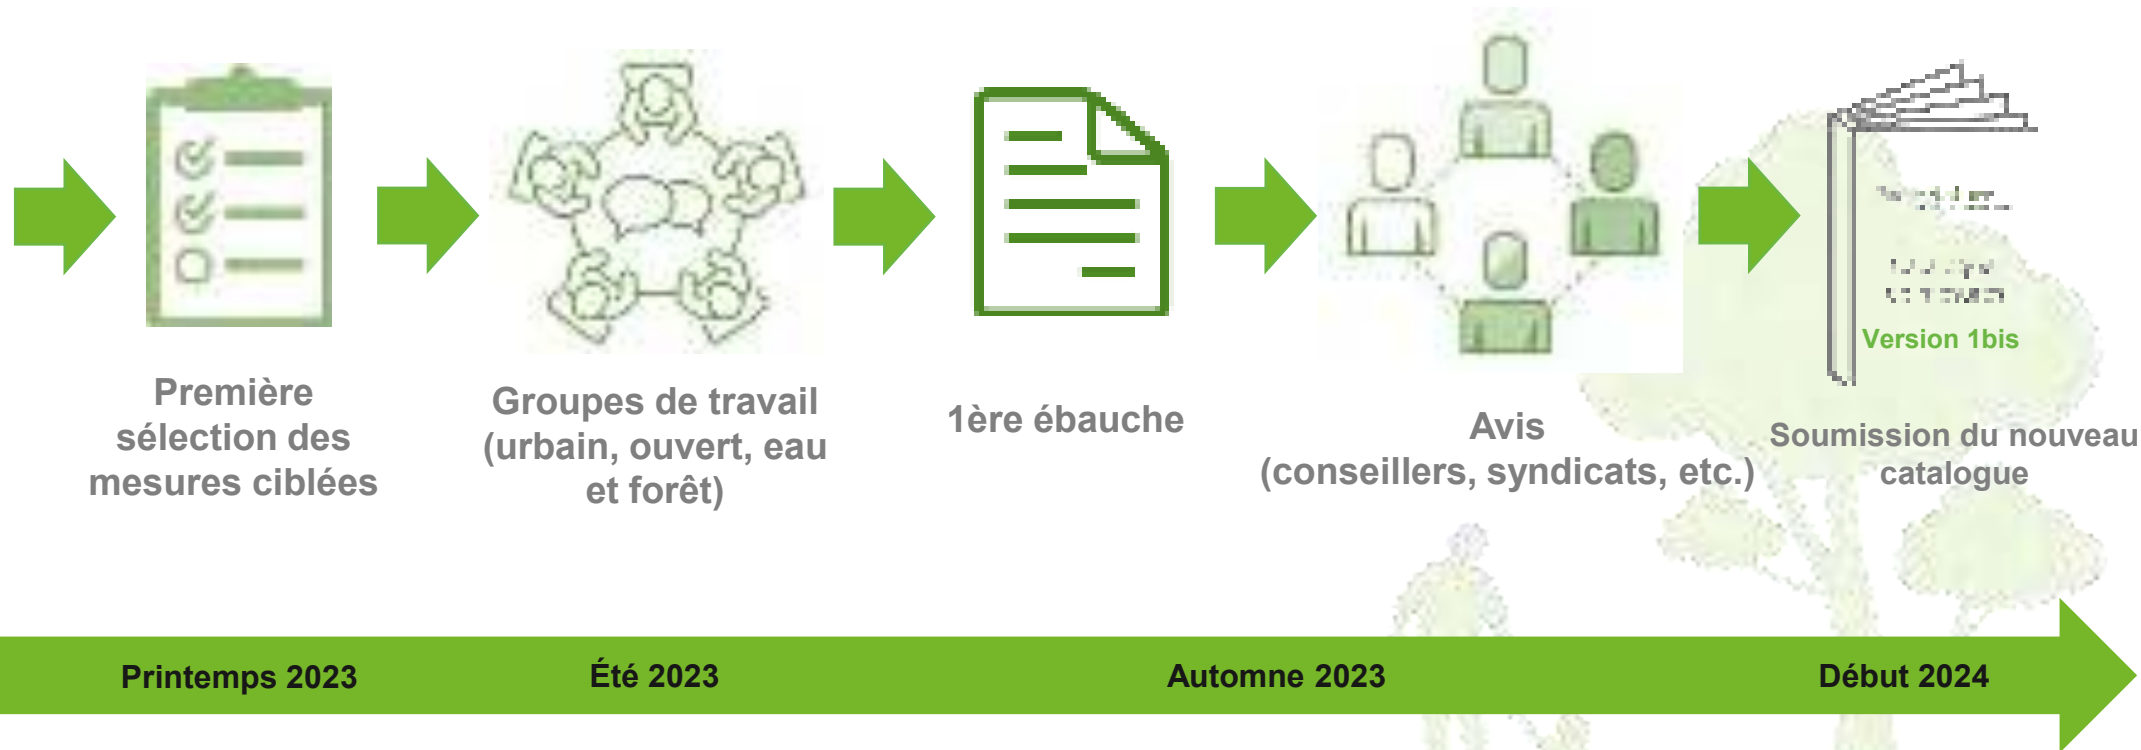 Version 1bis
Première
sélection des
mesures ciblées
Groupes de travail
(urbain, ouvert, eau
et forêt)
1ère ébauche
Avis
(conseillers, syndicats, etc.)
Soumission du nouveau
catalogue
Printemps 2023
Été 2023
Automne 2023
Début 2024